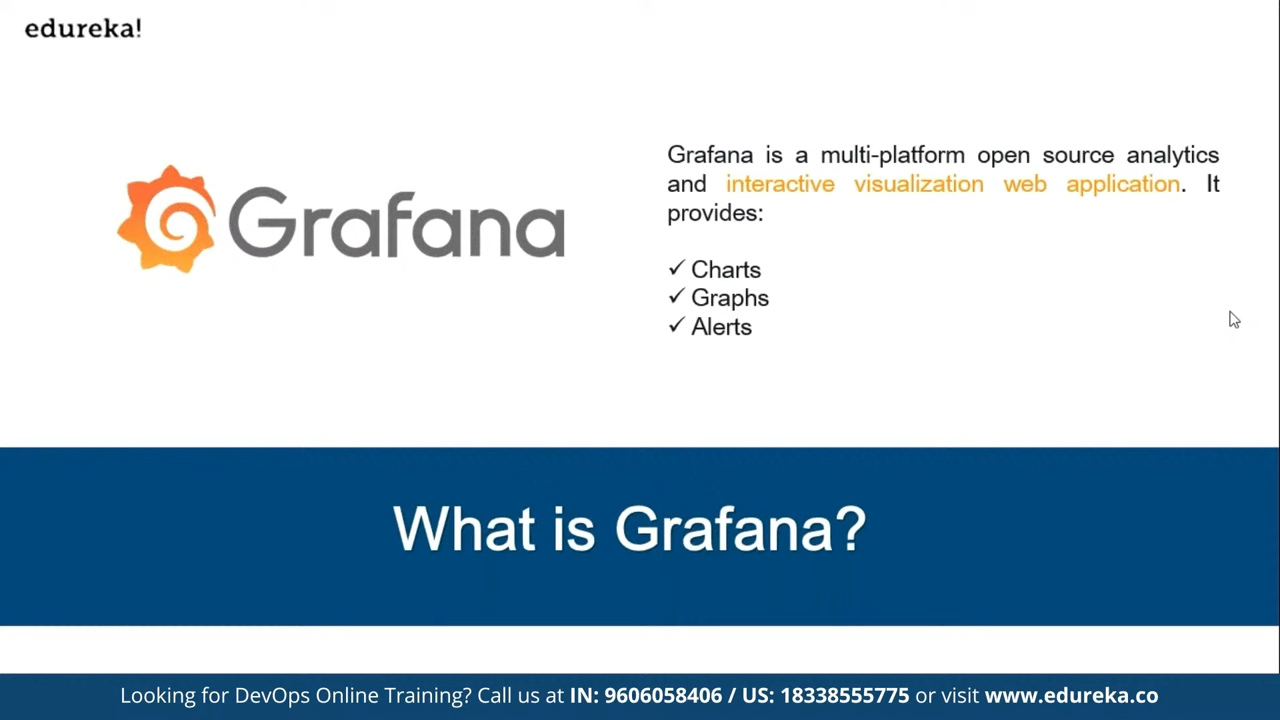 edureka!
Grafana
Grafana is a multi-platform open source analytics
and interactive visualization web application. It
provides:
✓ Charts
✓ Graphs
✓ Alerts
What is Grafana?
Looking for DevOps Online Training? Call us at IN: 9606058406 / US: 18338555775 or visit www.edureka.co